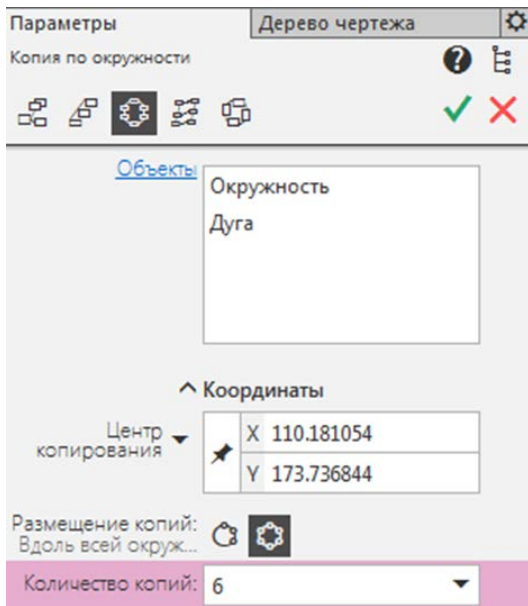 Параметры
Дерево чертежа
Копия по окружности
?
Объекты
Окружность
Дуга
Координаты
Центр
копирования
X 110.181054
Y 173.736844
Размещение копий:
Вдоль всей окруж...
Количество копий: 6